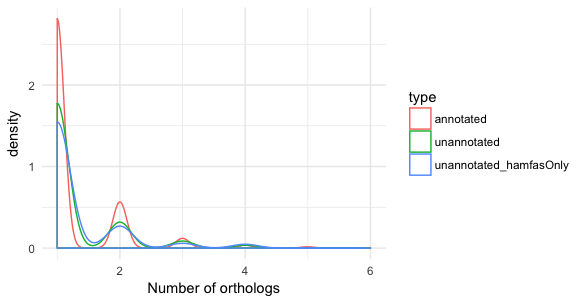 density
2
1
0
2
4
6
Number of orthologs
type
annotated
unannotated
unannotated_hamfasOnly